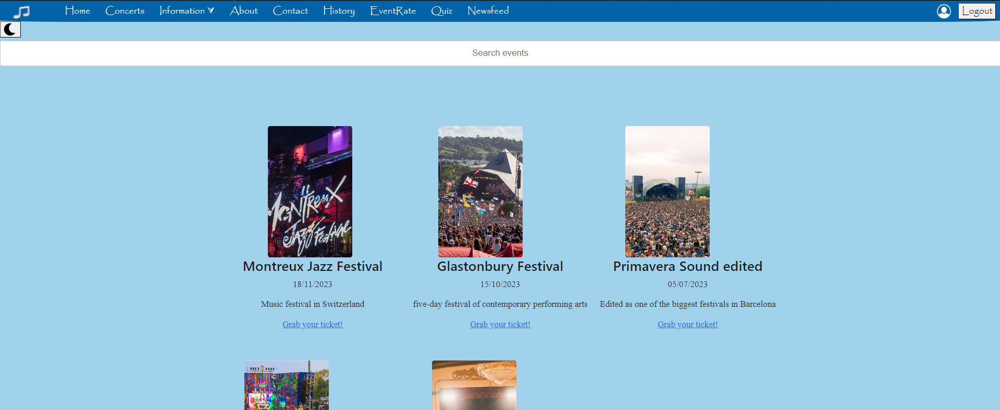 Home Concerts Information About Contact History EventRate Quiz Newsfeed Logout
Search events
MONTREUX
JAZZ FESTIVAL
Montreux Jazz Festival Glastonbury Festival Primavera Sound edited
18/11/2023 15/10/2023 05/07/2023
Music festival in Switzerland five-day festival of contemporary performing arts Edited as one of the biggest festivals in Barcelona
Grab your ticket! Grab your ticket! Grab your ticket!